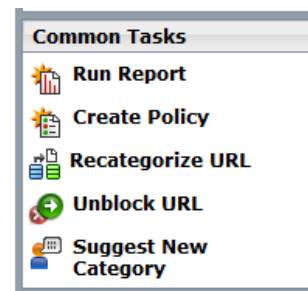 Common Tasks
Run Report
Create Policy
Recategorize URL
Unblock URL
Suggest New
Category